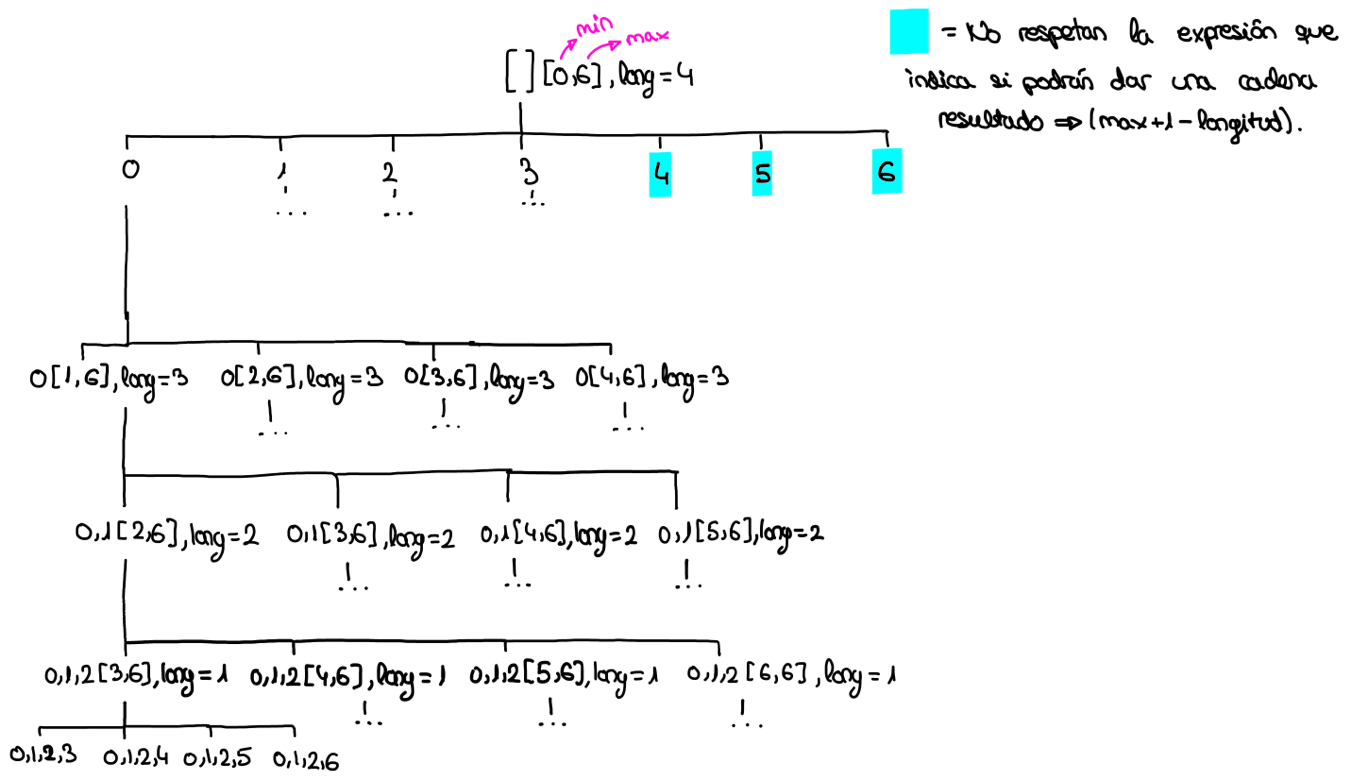 min
max
[ ] [0,6], long=4
= No respetan la expresión que
indica si podrán dar una cadena
resultado ⇒ (max+1-longitud).
0 1 2 3 4 5 6
... ... ... ...
0[1,6], long=3 0[2,6], long=3 0[3,6], long=3 0[4,6], long=3
... ... ...
0,1[2,6], long=2 0,1[3,6], long=2 0,1[4,6], long=2 0,1[5,6], long=2
... ... ...
0,1,2[3,6], long=1 0,1,2[4,6], long=1 0,1,2[5,6], long=1 0,1,2[6,6], long=1
... ... ...
0,1,2,3 0,1,2,4 0,1,2,5 0,1,2,6